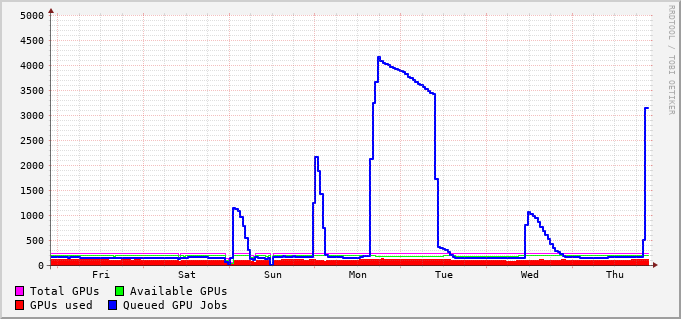 5000
4500
4000
3500
3000
2500
2000
1500
1000
500
0
Fri Sat Sun Mon Tue Wed Thu
Total GPUs Available GPUs
GPUs used Queued GPU Jobs
RRDTOOL / TOBI OETIKER